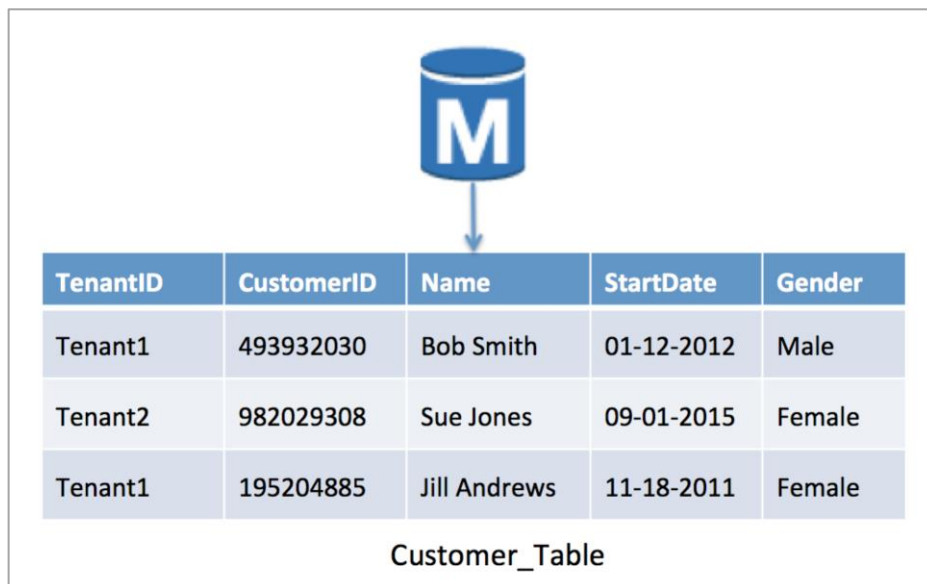 M
TenantID CustomerID Name StartDate Gender
Tenant1 493932030 Bob Smith 01-12-2012 Male
Tenant2 982029308 Sue Jones 09-01-2015 Female
Tenant1 195204885 Jill Andrews 11-18-2011 Female
Customer_Table